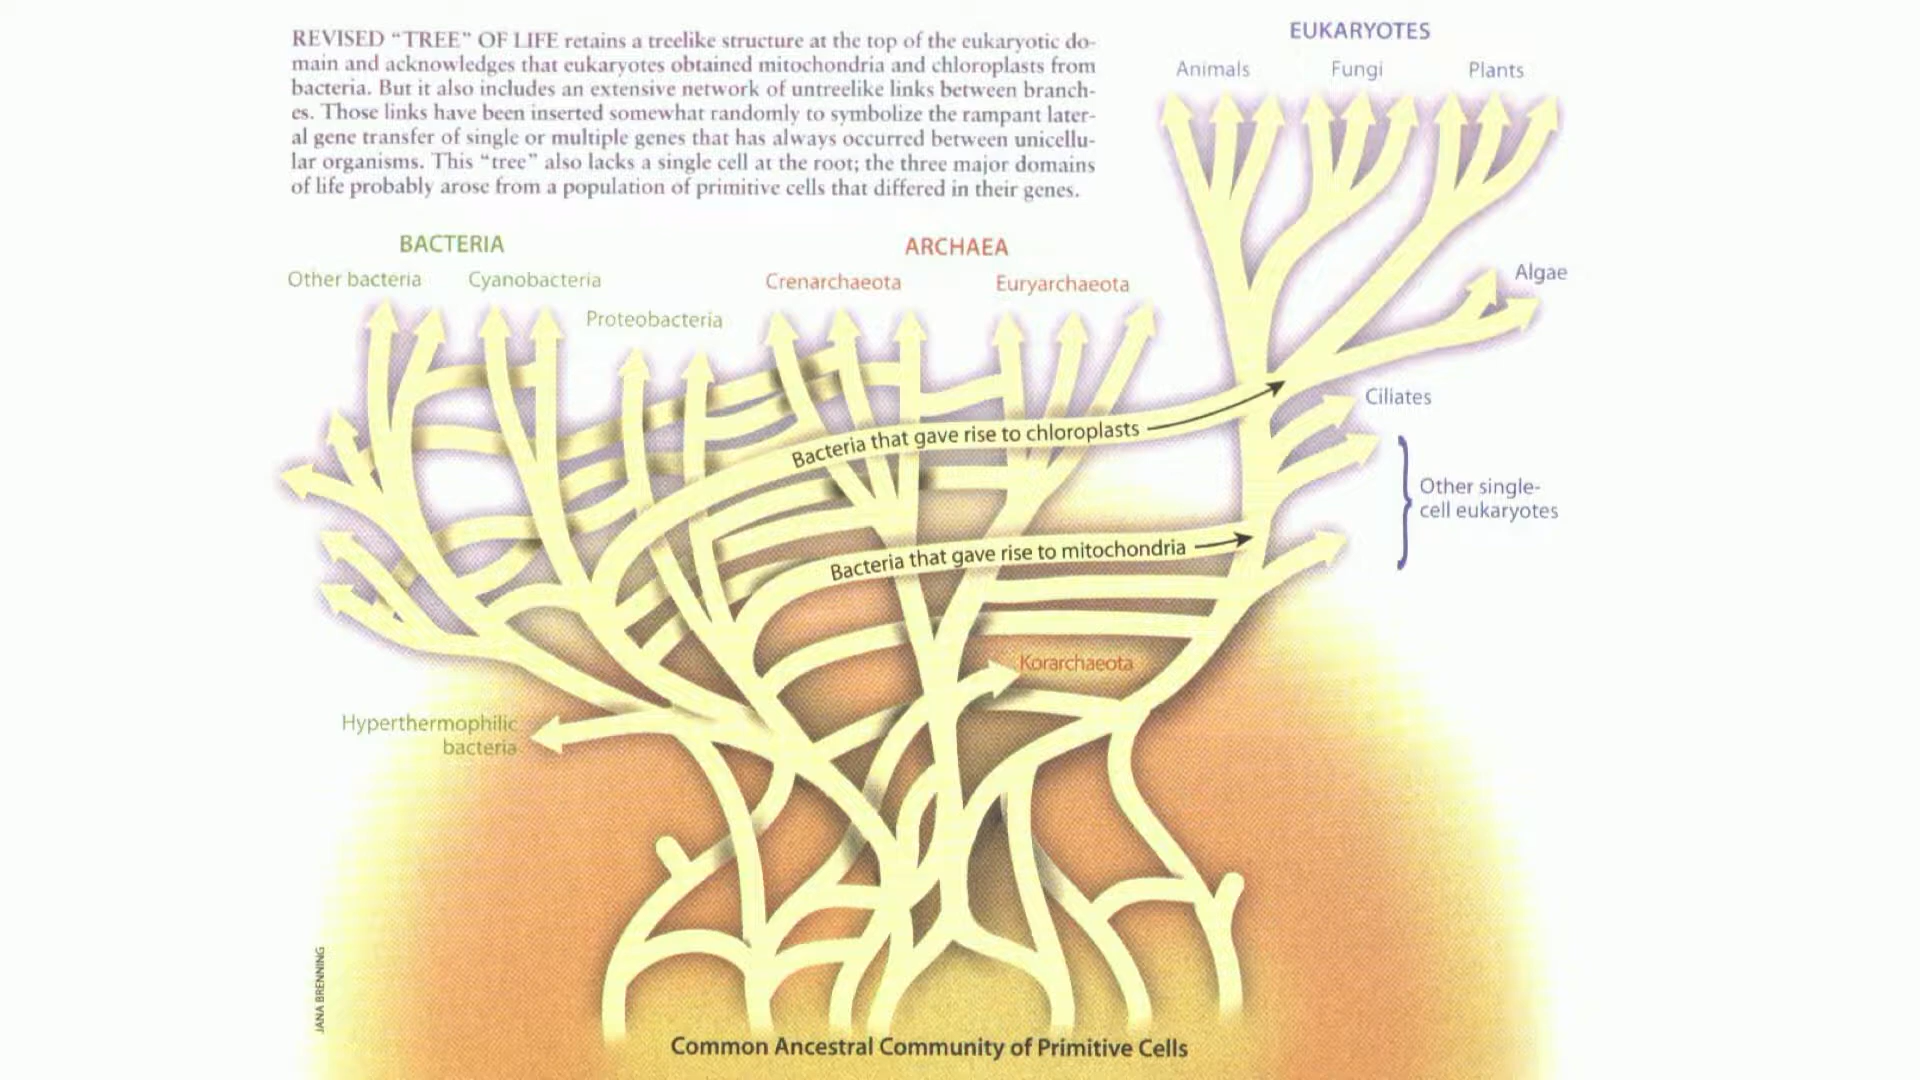 REVISED “TREE” OF LIFE retains a treelike structure at the top of the eukaryotic do-
main and acknowledges that eukaryotes obtained mitochondria and chloroplasts from
bacteria. But it also includes an extensive network of untreelike links between branch-
es. Those links have been inserted somewhat randomly to symbolize the rampant later-
al gene transfer of single or multiple genes that has always occurred between unicellu-
lar organisms. This “tree” also lacks a single cell at the root; the three major domains
of life probably arose from a population of primitive cells that differed in their genes.
EUKARYOTES
Animals
Fungi
Plants
BACTERIA
Other bacteria
Cyanobacteria
Proteobacteria
ARCHAEA
Crenarchaeota
Euryarchaeota
Algae
Ciliates
Bacteria that gave rise to chloroplasts
Other single-
cell eukaryotes
Bacteria that gave rise to mitochondria
Korarchaeota
Hyperthermophilic
bacteria
JANA BRENNING
Common Ancestral Community of Primitive Cells